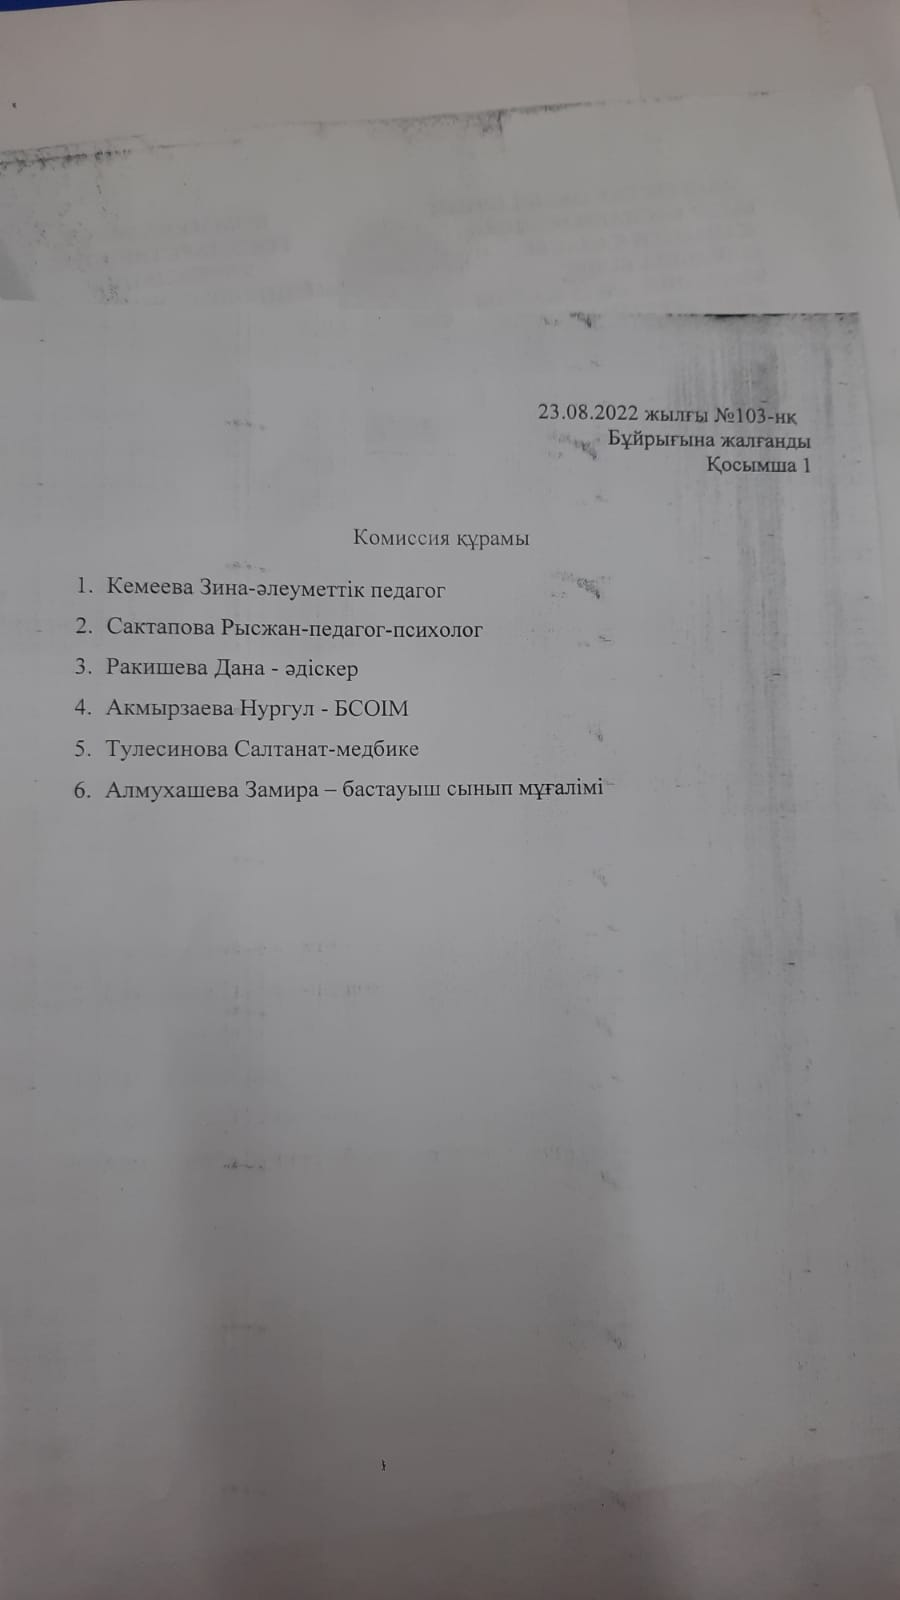 23.08.2022 жылғы №103-нқ
Бұйрығына жалғанды
Қосымша 1
Комиссия құрамы
1. Кемеева Зина-әлеуметтік педагог
2. Сактапова Рысжан-педагог-психолог
3. Ракишева Дана - әдіскер
4. Акмырзаева Нургул - БСОІМ
5. Тулесинова Салтанат-медбике
6. Алмухашева Замира – бастауыш сынып мұғалімі